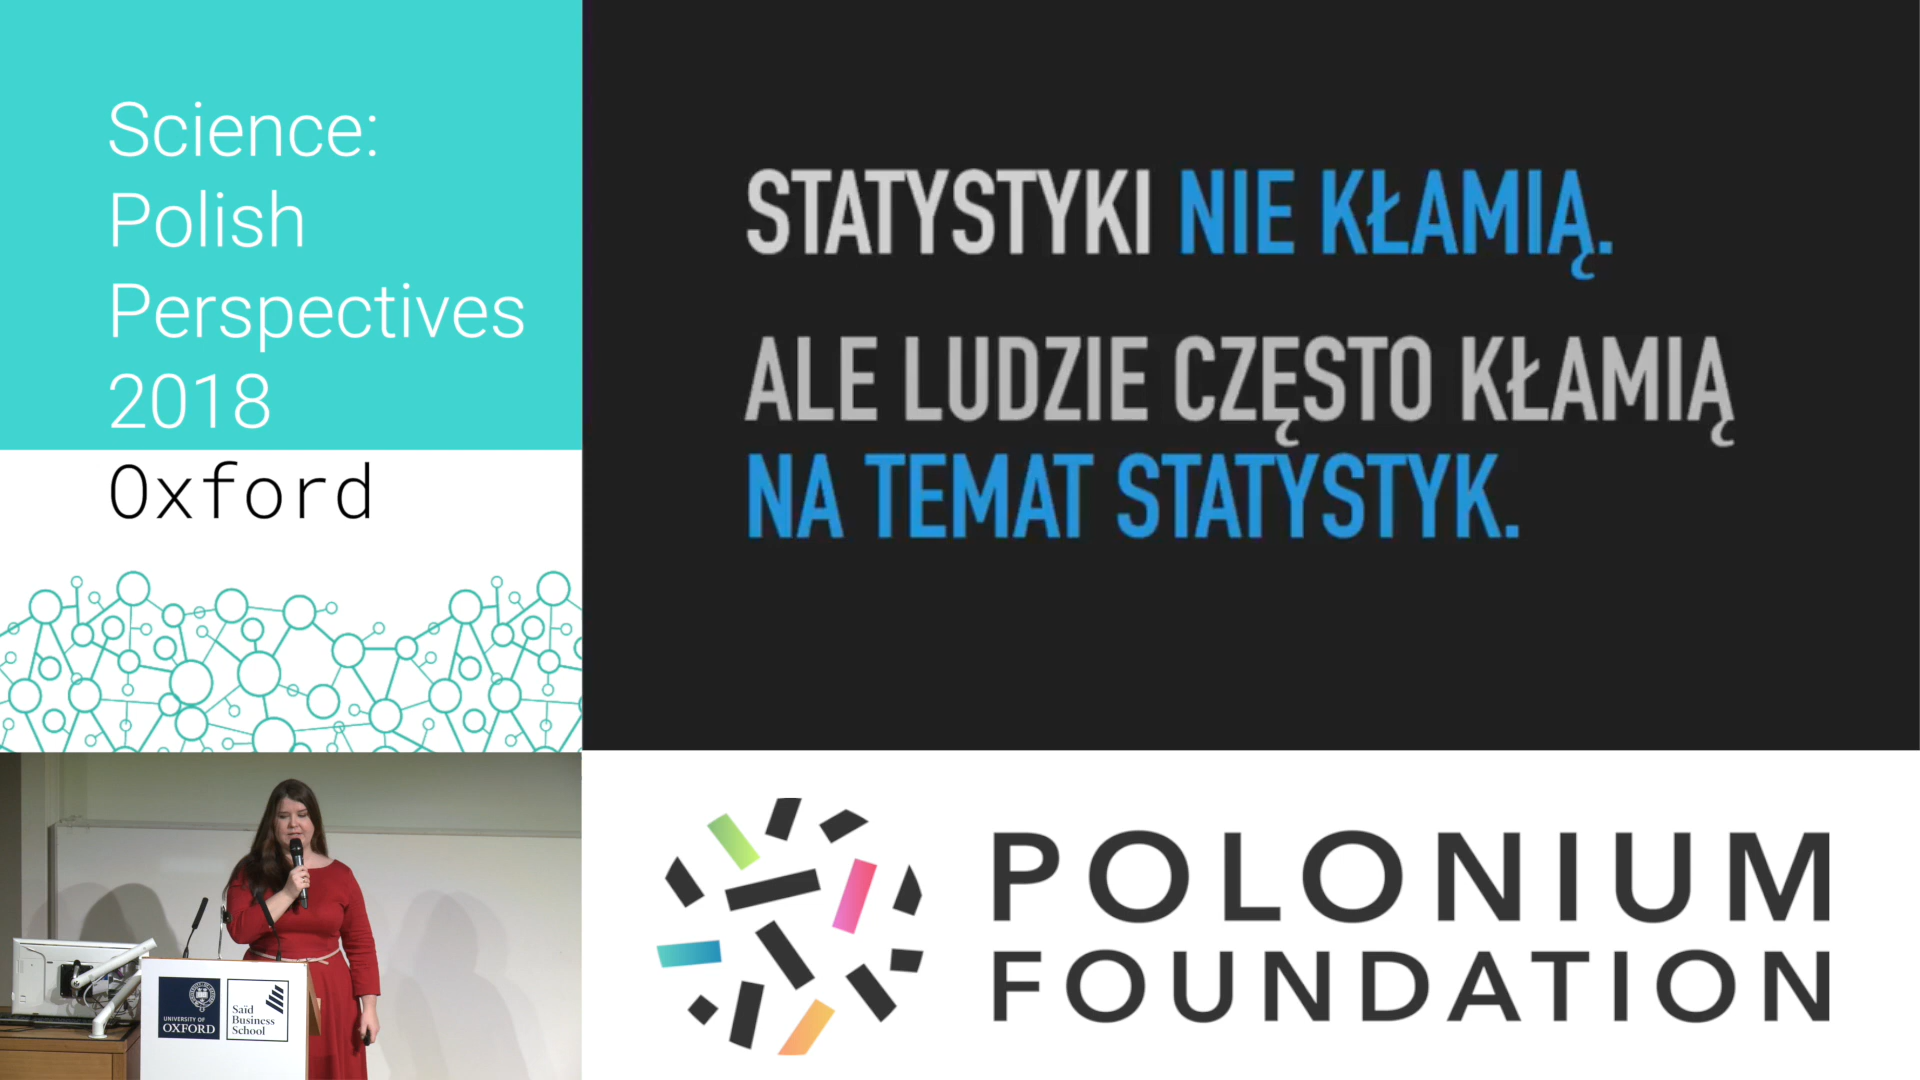 Science:
Polish
Perspectives
2018
Oxford
STATYSTYKI NIE KŁAMIĄ.
ALE LUDZIE CZĘSTO KŁAMIĄ
NA TEMAT STATYSTYK.
UNIVERSITY OF
OXFORD
Saïd
Business
School
POLONIUM
FOUNDATION